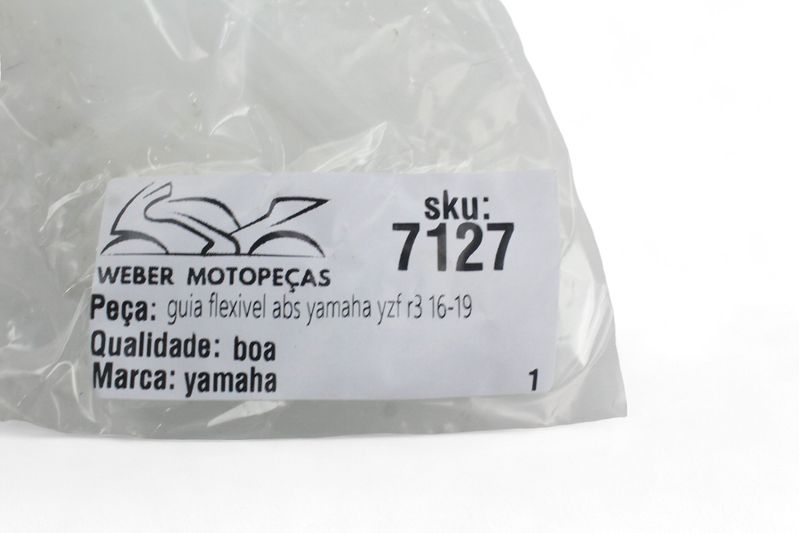 sku:
7127
WEBER MOTOPEÇAS
Peça: guia flexivel abs yamaha yzf r3 16-19
Qualidade: boa
Marca: yamaha
1